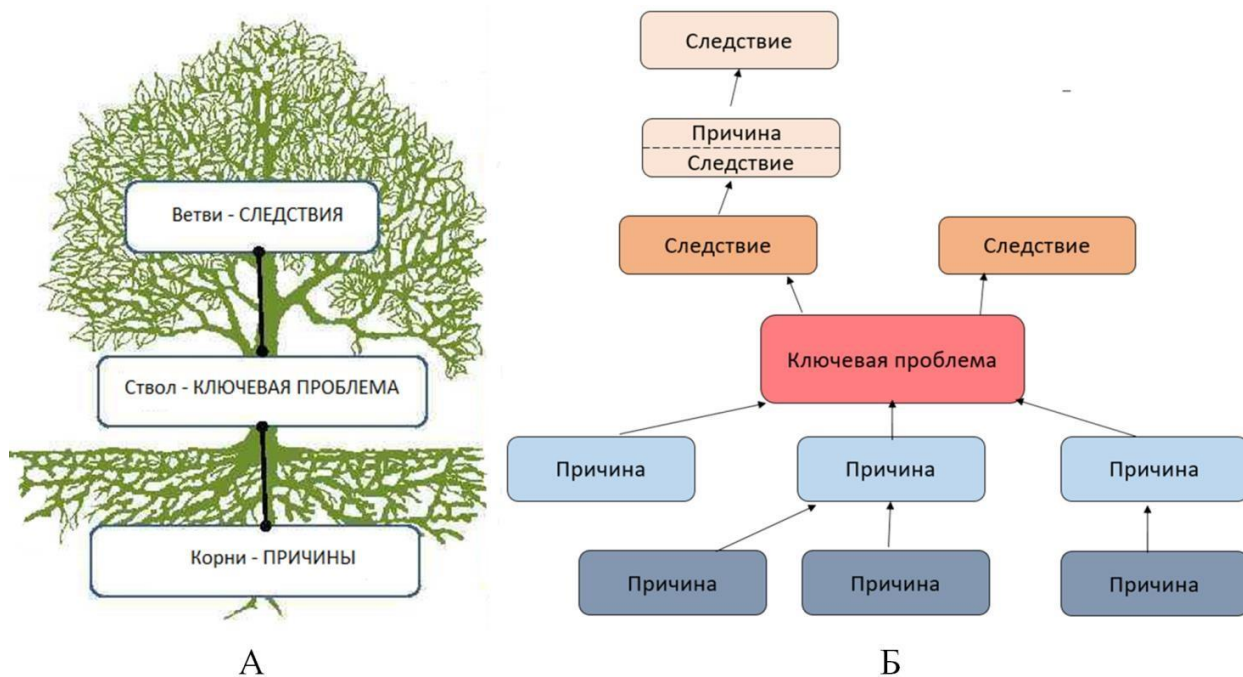 Ветви - СЛЕДСТВИЯ
Ствол - КЛЮЧЕВАЯ ПРОБЛЕМА
Корни - ПРИЧИНЫ
А
Следствие
Причина
Следствие
Следствие
Следствие
Ключевая проблема
Причина
Причина
Причина
Причина
Причина
Причина
Б